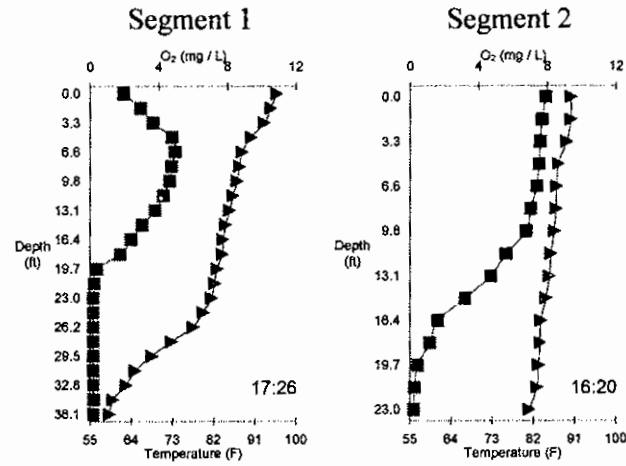 Segment 1
O2 (mg / L)
0 4 8 12
0.0
3.3
6.6
9.8
13.1
16.4
Depth
(ft)
19.7
23.0
26.2
29.5
32.8
38.1
17:26
55 64 73 82 91 100
Temperature (F)
Segment 2
O2 (mg / L)
0 4 8 12
0.0
3.3
6.6
9.8
Depth
(ft)
13.1
16.4
19.7
23.0
16:20
55 64 73 82 91 100
Temperature (F)